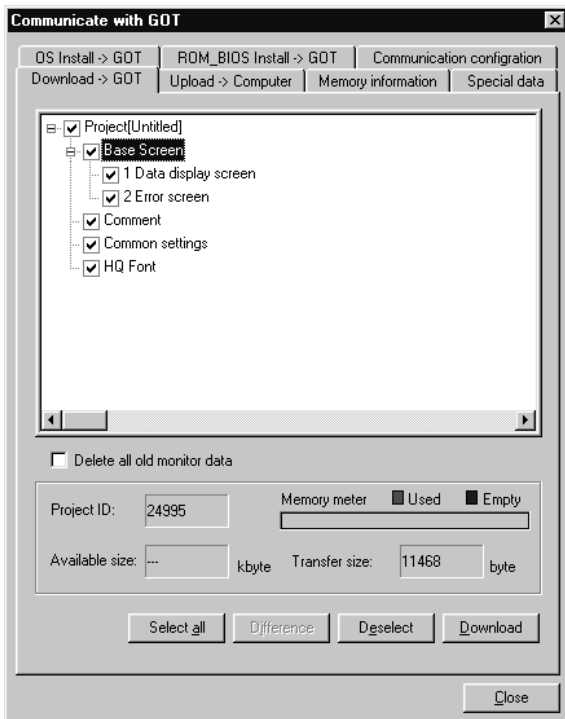 Communicate with GOT
OS Install -> GOT ROM_BIOS Install -> GOT Communication configration
Download -> GOT Upload -> Computer Memory information Special data
Project[Untitled]
Base Screen
1 Data display screen
2 Error screen
Comment
Common settings
HQ Font
Delete all old monitor data
Project ID: 24995 Memory meter Used Empty
Available size: --- kbyte Transfer size: 11468 byte
Select all Difference Deselect Download
Close